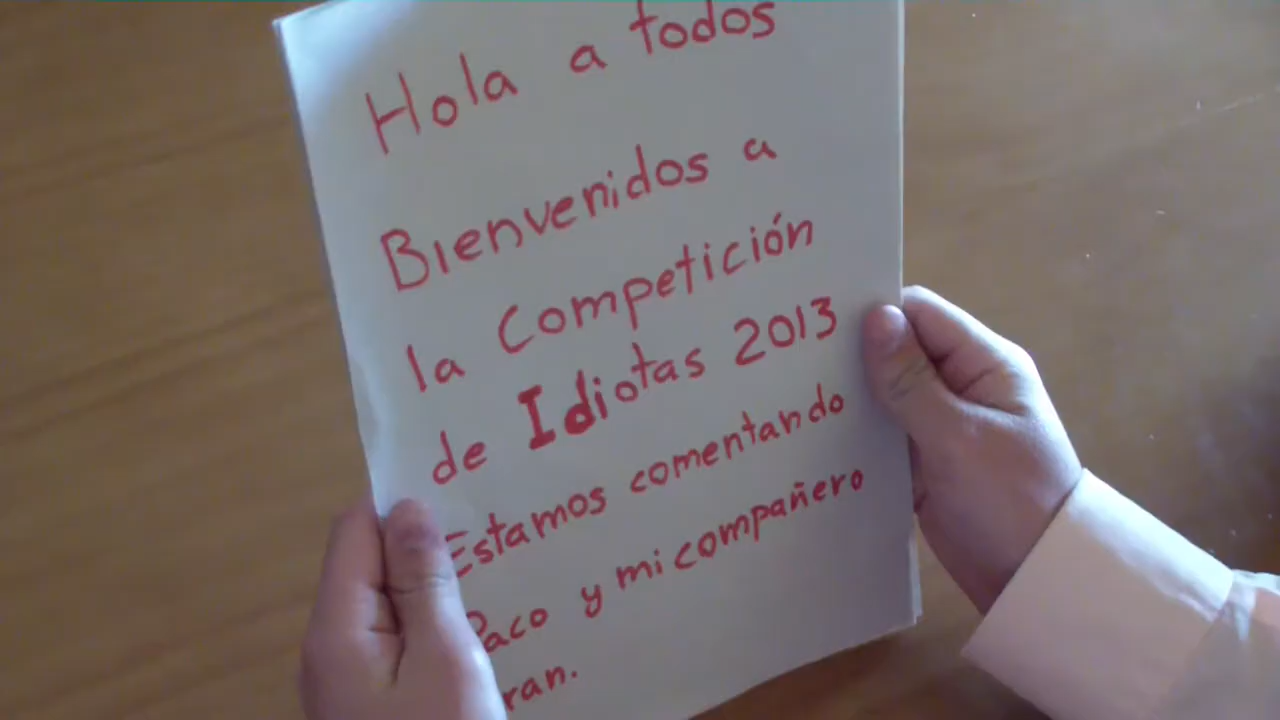 Hola a todos
Bienvenidos a
la Competición
de Idiotas 2013
Estamos comentando
Paco y mi compañero